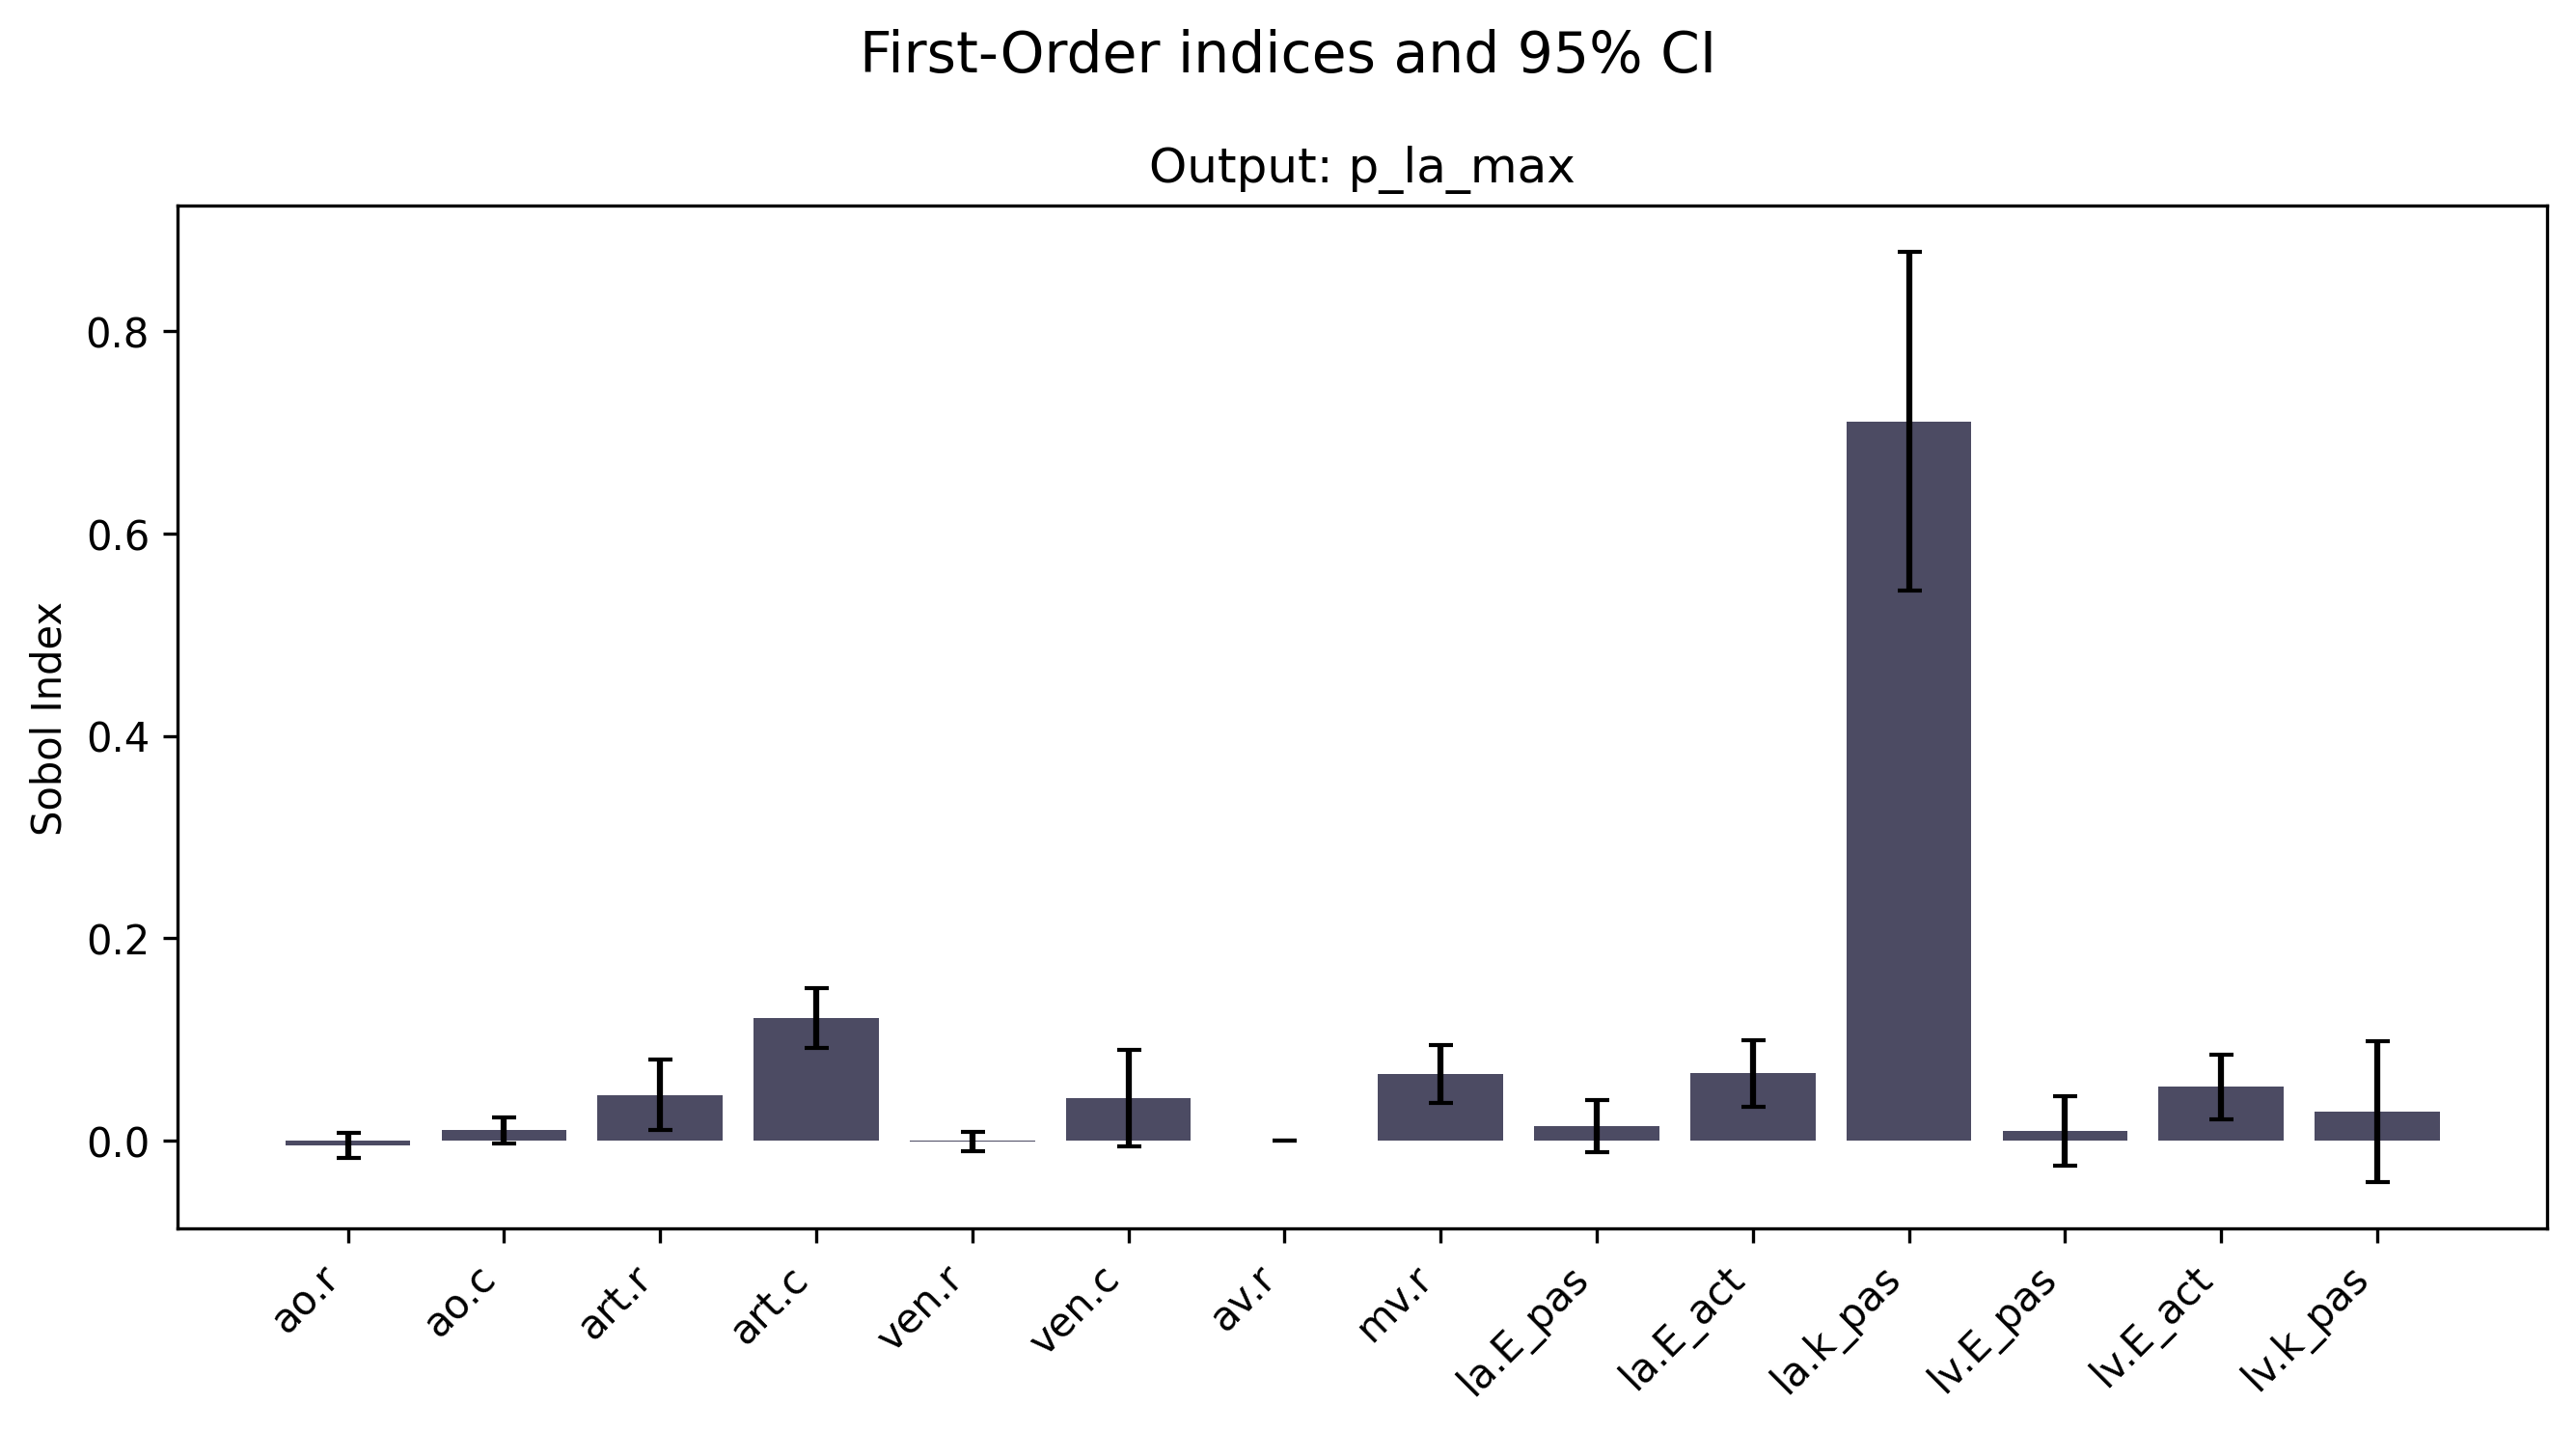 First-Order indices and 95% CI
Output: p_la_max
Sobol Index
0.8
0.6
0.4
0.2
0.0
ao.r
ao.c
art.r
art.c
ven.r
ven.c
av.r
mv.r
la.E_pas
la.E_act
la.k_pas
lv.E_pas
lv.E_act
lv.k_pas